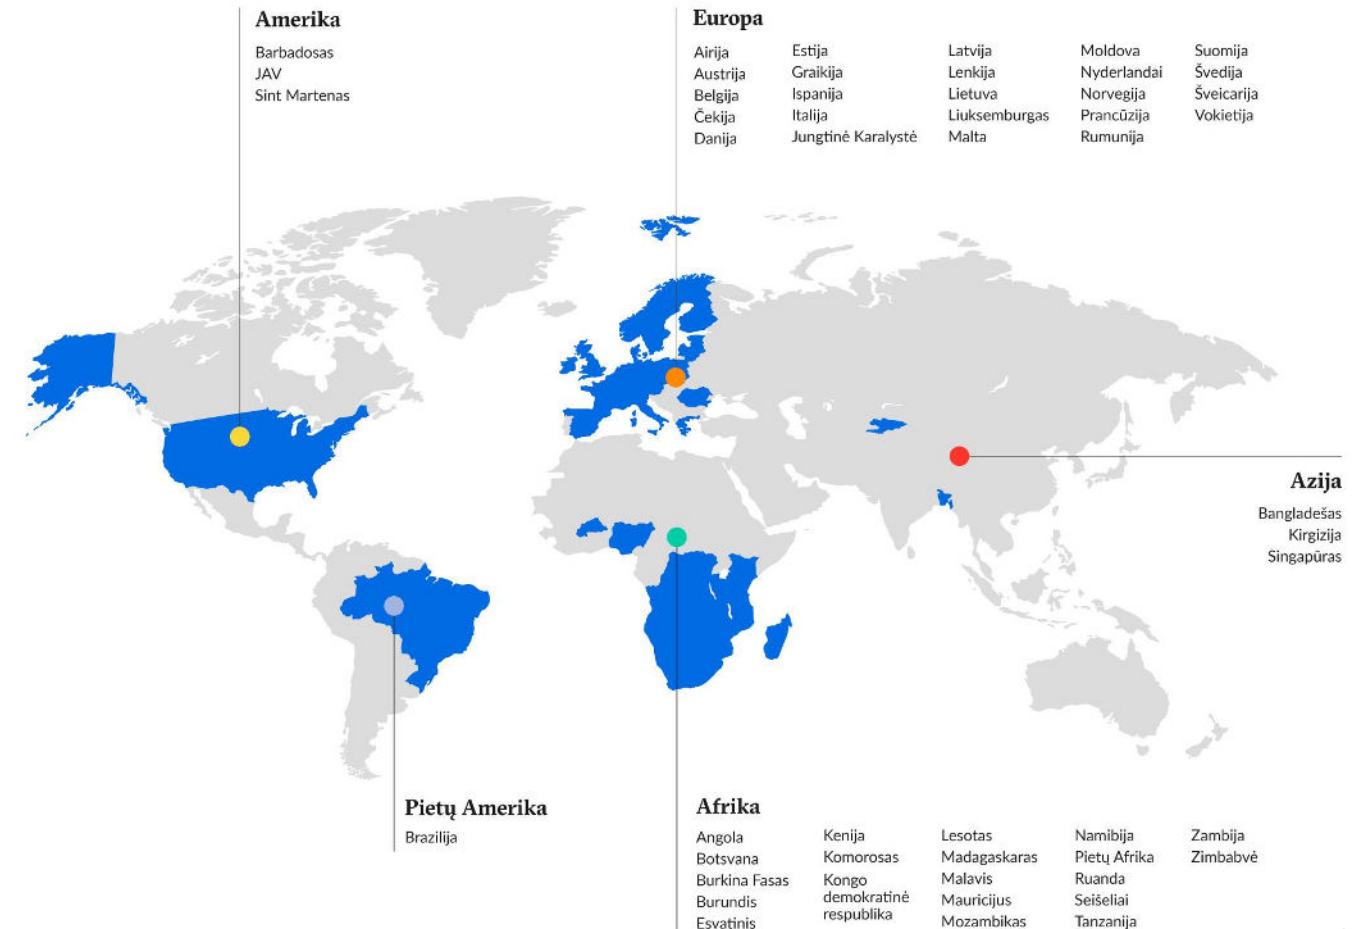 Amerika
Barbadosas
JAV
Sint Martenas
Europa
Airija
Austrija
Belgija
Čekija
Danija
Estija
Graikija
Ispanija
Italija
Jungtinė Karalystė
Latvija
Lenkija
Lietuva
Liuksemburgas
Malta
Moldova
Nyderlandai
Norvegija
Prancūzija
Rumunija
Suomija
Švedija
Šveicarija
Vokietija
Azija
Bangladešas
Kirgizija
Singapūras
Pietų Amerika
Brazilija
Afrika
Angola
Botsvana
Burkina Fasas
Burundis
Esvatinis
Kenija
Komorosas
Kongo
demokratinė
respublika
Lesotas
Madagaskaras
Malavis
Mauricijus
Mozambikas
Namibija
Pietų Afrika
Ruanda
Seišeliai
Tanzanija
Zambija
Zimbabvė